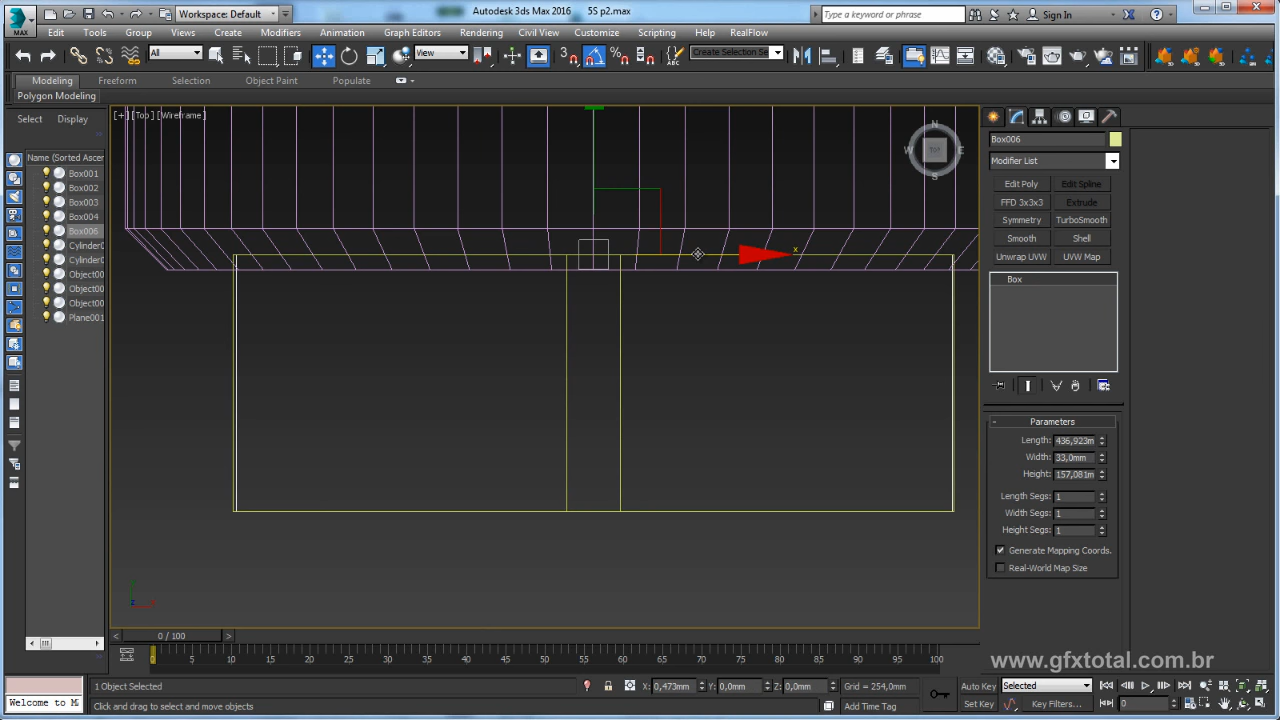 Workspace: Default
Autodesk 3ds Max 2016    5S p2.max
Type a keyword or phrase
Sign In
Edit Tools Group Views Create Modifiers Animation Graph Editors Rendering Civil View Customize Scripting Help RealFlow
All
View
Create Selection Se
Modeling Freeform Selection Object Paint Populate
Polygon Modeling
Select Display
[+][Top][Wireframe]
Name (Sorted Ascen
Box001
Box002
Box003
Box004
Box006
Cylinder0
Cylinder0
Object00
Object00
Object00
Plane001
N
W TOP E
S
x
Box006
Modifier List
Edit Poly Edit Spline
FFD 3x3x3 Extrude
Symmetry TurboSmooth
Smooth Shell
Unwrap UVW UVW Map
Box
- Parameters
Length: 436,923m
Width: 33,0mm
Height: 157,081m
Length Segs: 1
Width Segs: 1
Height Segs: 1
Generate Mapping Coords.
Real-World Map Size
0 / 100
0 5 10 15 20 25 30 35 40 45 50 55 60 65 70 75 80 85 90 95 100
www.gfxtotal.com.br
1 Object Selected
X: 0,473mm Y: 0,0mm Z: 0,0mm Grid = 254,0mm
Auto Key Selected
Welcome to M
Click and drag to select and move objects
Add Time Tag
Set Key Key Filters... 0